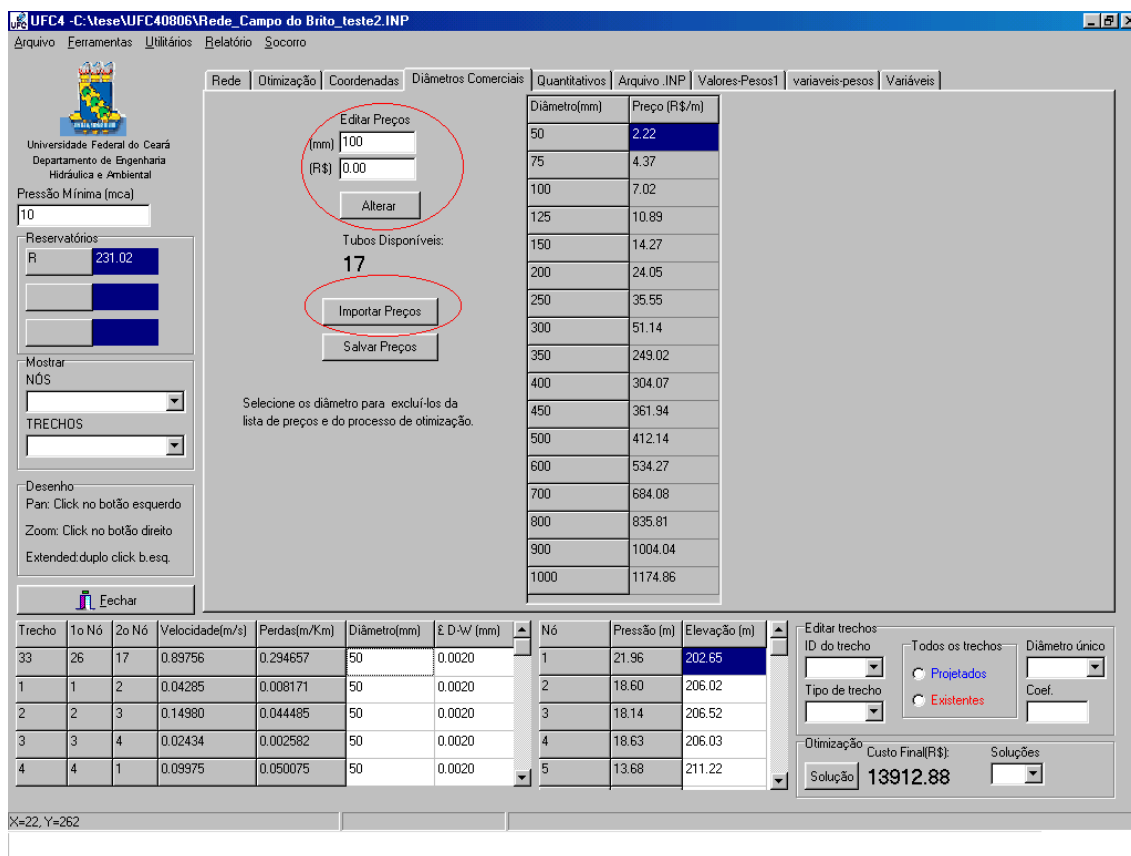 UFC4 -C:\tese\UFC40806\Rede_Campo do Brito_teste2.INP
Arquivo Ferramentas Utilitários Relatório Socorro
Universidade Federal do Ceará
Departamento de Engenharia
Hidráulica e Ambiental
Pressão Mínima (mca)
10
Reservatórios
R 231.02
Mostrar
NÓS
TRECHOS
Desenho
Pan: Click no botão esquerdo
Zoom: Click no botão direito
Extended:duplo click b.esq.
Fechar
Rede Otimização Coordenadas Diâmetros Comerciais Quantitativos Arquivo .INP Valores-Pesos1 variaveis-pesos Variáveis
Editar Preços
(mm) 100
(R$) 0.00
Alterar
Tubos Disponíveis:
17
Importar Preços
Salvar Preços
Selecione os diâmetro para excluí-los da
lista de preços e do processo de otimização.
Diâmetro(mm) Preço (R$/m)
50 2.22
75 4.37
100 7.02
125 10.89
150 14.27
200 24.05
250 35.55
300 51.14
350 249.02
400 304.07
450 361.94
500 412.14
600 534.27
700 684.08
800 835.81
900 1004.04
1000 1174.86
Trecho 1o Nó 2o Nó Velocidade(m/s) Perdas(m/Km) Diâmetro(mm) £ D-W (mm)
33 26 17 0.89756 0.294657 50 0.0020
1 1 2 0.04285 0.008171 50 0.0020
2 2 3 0.14980 0.044485 50 0.0020
3 3 4 0.02434 0.002582 50 0.0020
4 4 1 0.09975 0.050075 50 0.0020
Nó Pressão (m) Elevação (m)
1 21.96 202.65
2 18.60 206.02
3 18.14 206.52
4 18.63 206.03
5 13.68 211.22
Editar trechos
ID do trecho
Tipo de trecho
Todos os trechos
Projetados
Existentes
Diâmetro único
Coef.
Otimização
Custo Final(R$):
Soluções
Solução 13912.88
X=22, Y=262